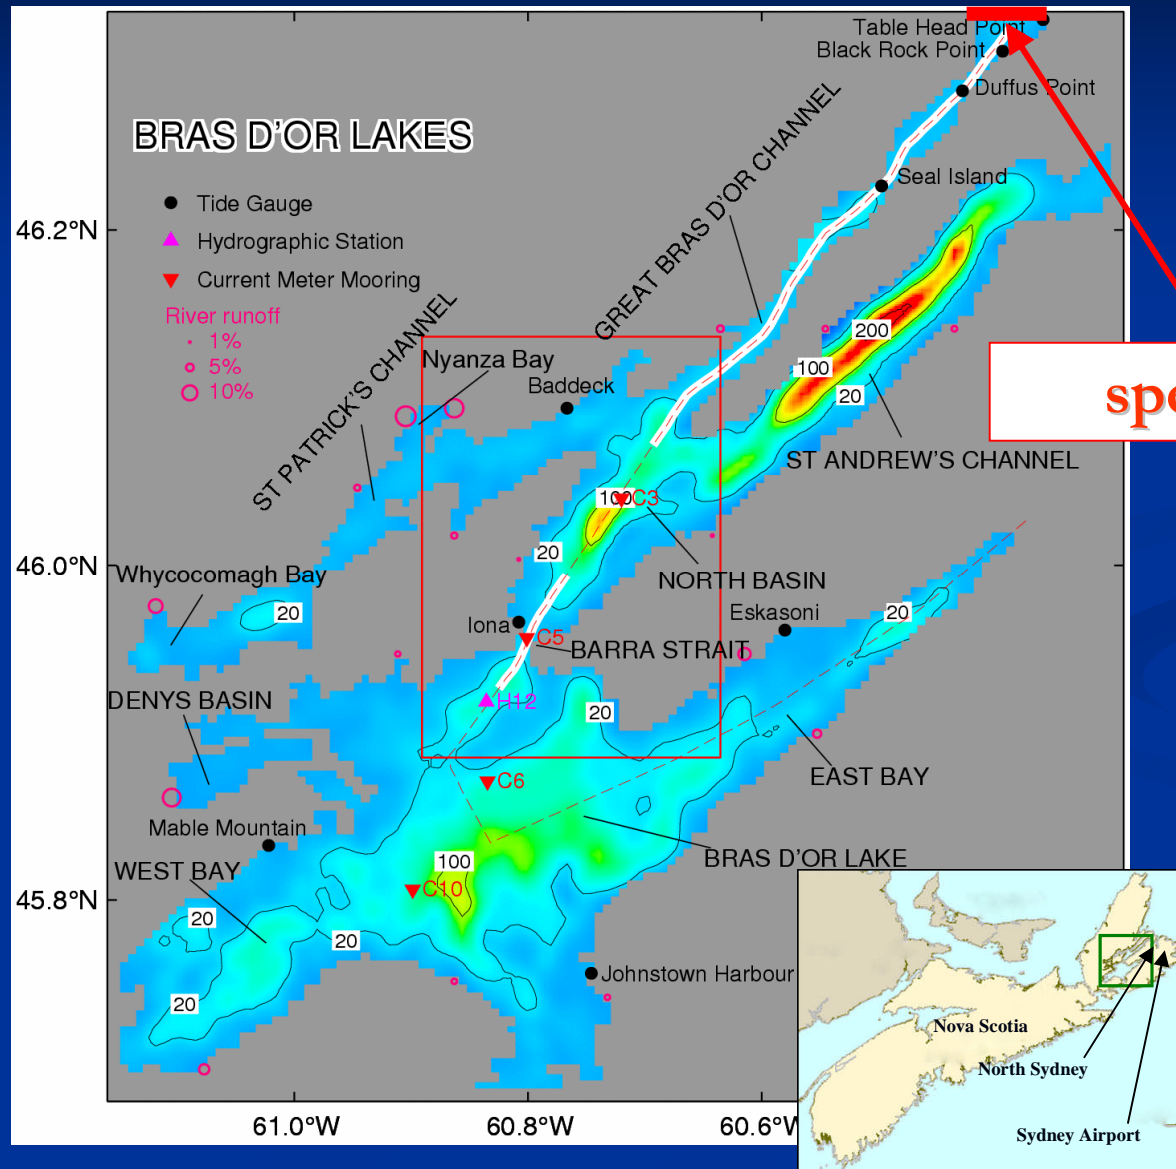 Table Head Point
Black Rock Point
Duffus Point
BRAS D'OR LAKES
GREAT BRAS D'OR CHANNEL
Seal Island
Tide Gauge
46.2°N
Hydrographic Station
Current Meter Mooring
River runoff
1%
5%
10%
ST PATRICK'S CHANNEL
Nyanza Bay
Baddeck
200
100
20
spo
ST ANDREW'S CHANNEL
100
C3
20
46.0°N
NORTH BASIN
Whycocomagh Bay
20
Iona
C5
Eskasoni
20
BARRA STRAIT
DENYS BASIN
H12
20
C6
EAST BAY
Mable Mountain
WEST BAY
100
BRAS D'OR LAKE
C10
45.8°N
20
20
20
Johnstown Harbour
61.0°W
60.8°W
60.6°W
Nova Scotia
North Sydney
Sydney Airport